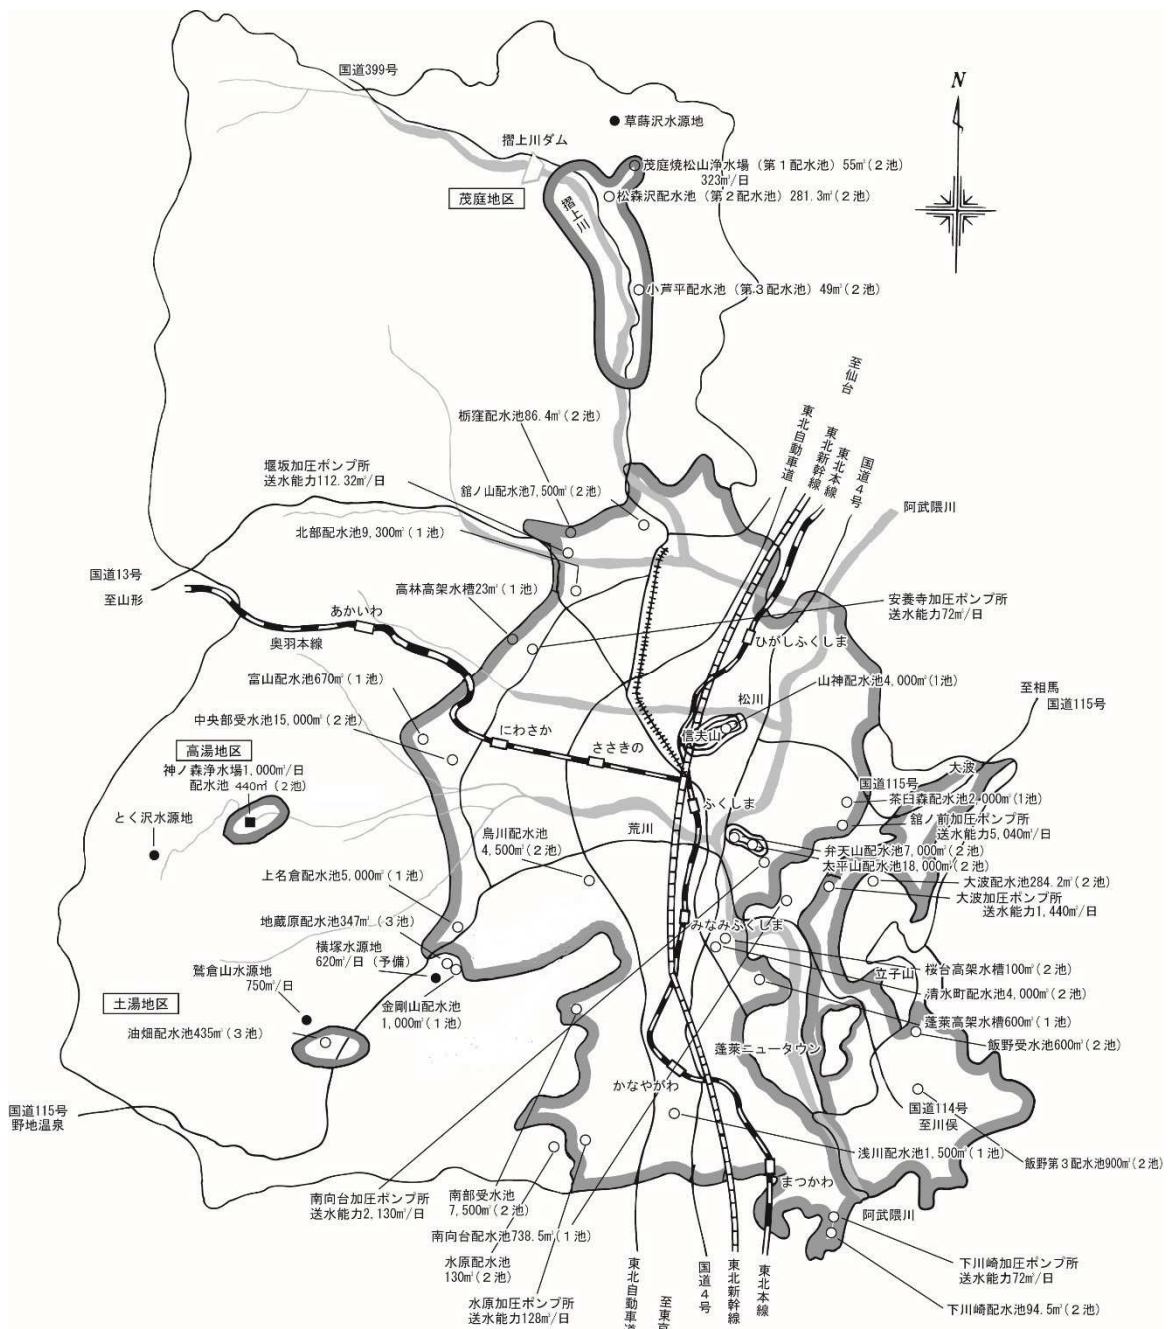 国道399号
N
草蒔沢水源地
摺上川ダム
茂庭焼松山浄水場（第１配水池）55㎥(２池)
323㎥/日
茂庭地区
松森沢配水池（第２配水池）281.3㎥(２池)
摺上川
小芦平配水池（第３配水池）49㎥(２池)
至仙台
東北自動車道
東北新幹線
東北本線
国道４号
栃窪配水池86.4㎥(２池)
堰坂加圧ポンプ所
送水能力112.32㎥/日
舘ノ山配水池7,500㎥(２池)
阿武隈川
北部配水池9,300㎥(１池)
国道13号
至山形
高林高架水槽23㎥(１池)
安養寺加圧ポンプ所
送水能力72㎥/日
あかいわ
奥羽本線
ひがしふくしま
富山配水池670㎥(１池)
山神配水池4,000㎥(1池)
松川
至相馬
国道115号
中央部受水池15,000㎥(２池)
にわさか
信夫山
ささきの
高湯地区
神ノ森浄水場1,000㎥/日
配水池 440㎥(２池)
大波
国道115号
茶臼森配水池2,000㎥(1池)
とく沢水源地
ふくしま
舘ノ前加圧ポンプ所
送水能力5,040㎥/日
荒川
鳥川配水池
4,500㎥(２池)
弁天山配水池7,000㎥(２池)
太平山配水池18,000㎥(２池)
上名倉配水池5,000㎥(１池)
大波配水池284.2㎥(２池)
大波加圧ポンプ所
送水能力1,440㎥/日
地蔵原配水池347㎥(３池)
みなみふくしま
横塚水源地
620㎥/日（予備）
鷲倉山水源地
750㎥/日
立子山
桜台高架水槽100㎥(２池)
清水町配水池4,000㎥(２池)
土湯地区
金剛山配水池
1,000㎥(１池)
蓬莱高架水槽600㎥(１池)
油畑配水池435㎥(３池)
飯野受水池600㎥(２池)
蓬莱ニュータウン
かなやがわ
国道115号
野地温泉
国道114号
至川俣
浅川配水池1,500㎥(１池)
飯野第３配水池900㎥(２池)
まつかわ
南向台加圧ポンプ所
送水能力2,130㎥/日
南部受水池
7,500㎥(２池)
阿武隈川
南向台配水池738.5㎥(１池)
水原配水池
130㎥(２池)
下川崎加圧ポンプ所
送水能力72㎥/日
水原加圧ポンプ所
送水能力128㎥/日
下川崎配水池94.5㎥(２池)
東北自動車道
至東京
国道４号
東北新幹線
東北本線